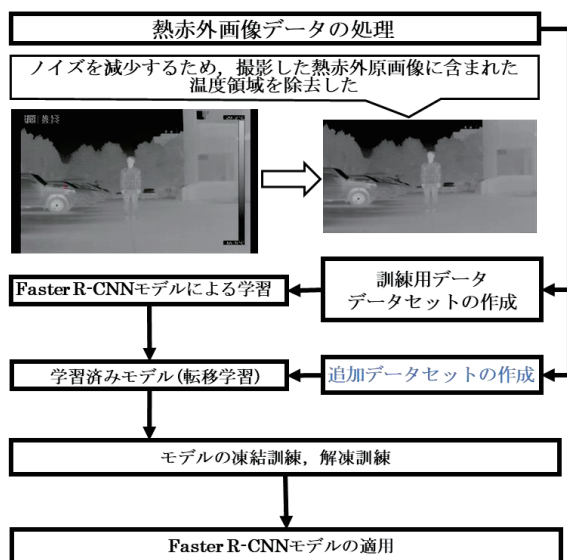 熱赤外画像データの処理
ノイズを減少するため，撮影した熱赤外原画像に含まれた
温度領域を除去した
訓練用データ
データセットの作成
Faster R-CNNモデルによる学習
追加データセットの作成
学習済みモデル(転移学習)
モデルの凍結訓練，解凍訓練
Faster R-CNNモデルの適用